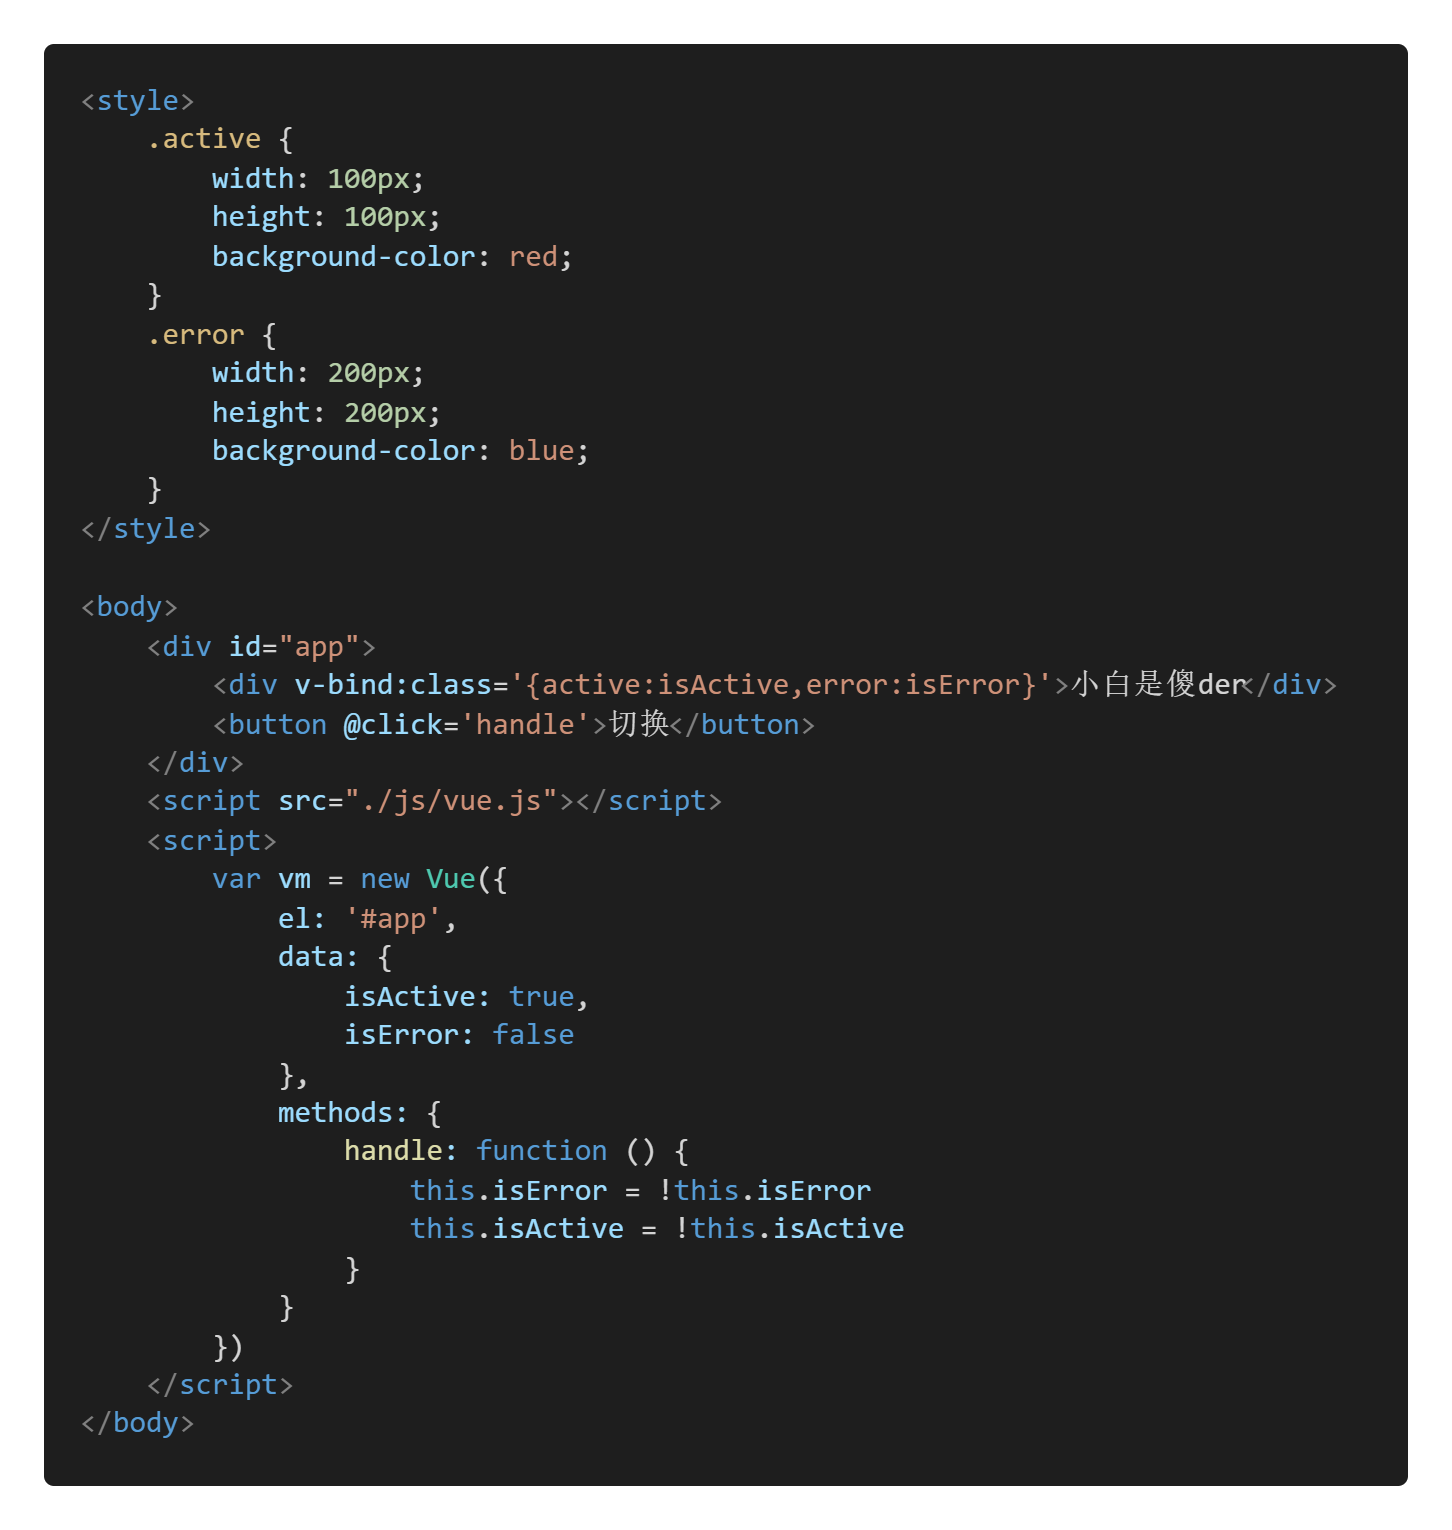 <style>
    .active {
        width: 100px;
        height: 100px;
        background-color: red;
    }
    .error {
        width: 200px;
        height: 200px;
        background-color: blue;
    }
</style>

<body>
    <div id="app">
        <div v-bind:class='{active:isActive,error:isError}'>小白是傻der</div>
        <button @click='handle'>切换</button>
    </div>
    <script src="./js/vue.js"></script>
    <script>
        var vm = new Vue({
            el: '#app',
            data: {
                isActive: true,
                isError: false
            },
            methods: {
                handle: function () {
                    this.isError = !this.isError
                    this.isActive = !this.isActive
                }
            }
        })
    </script>
</body>